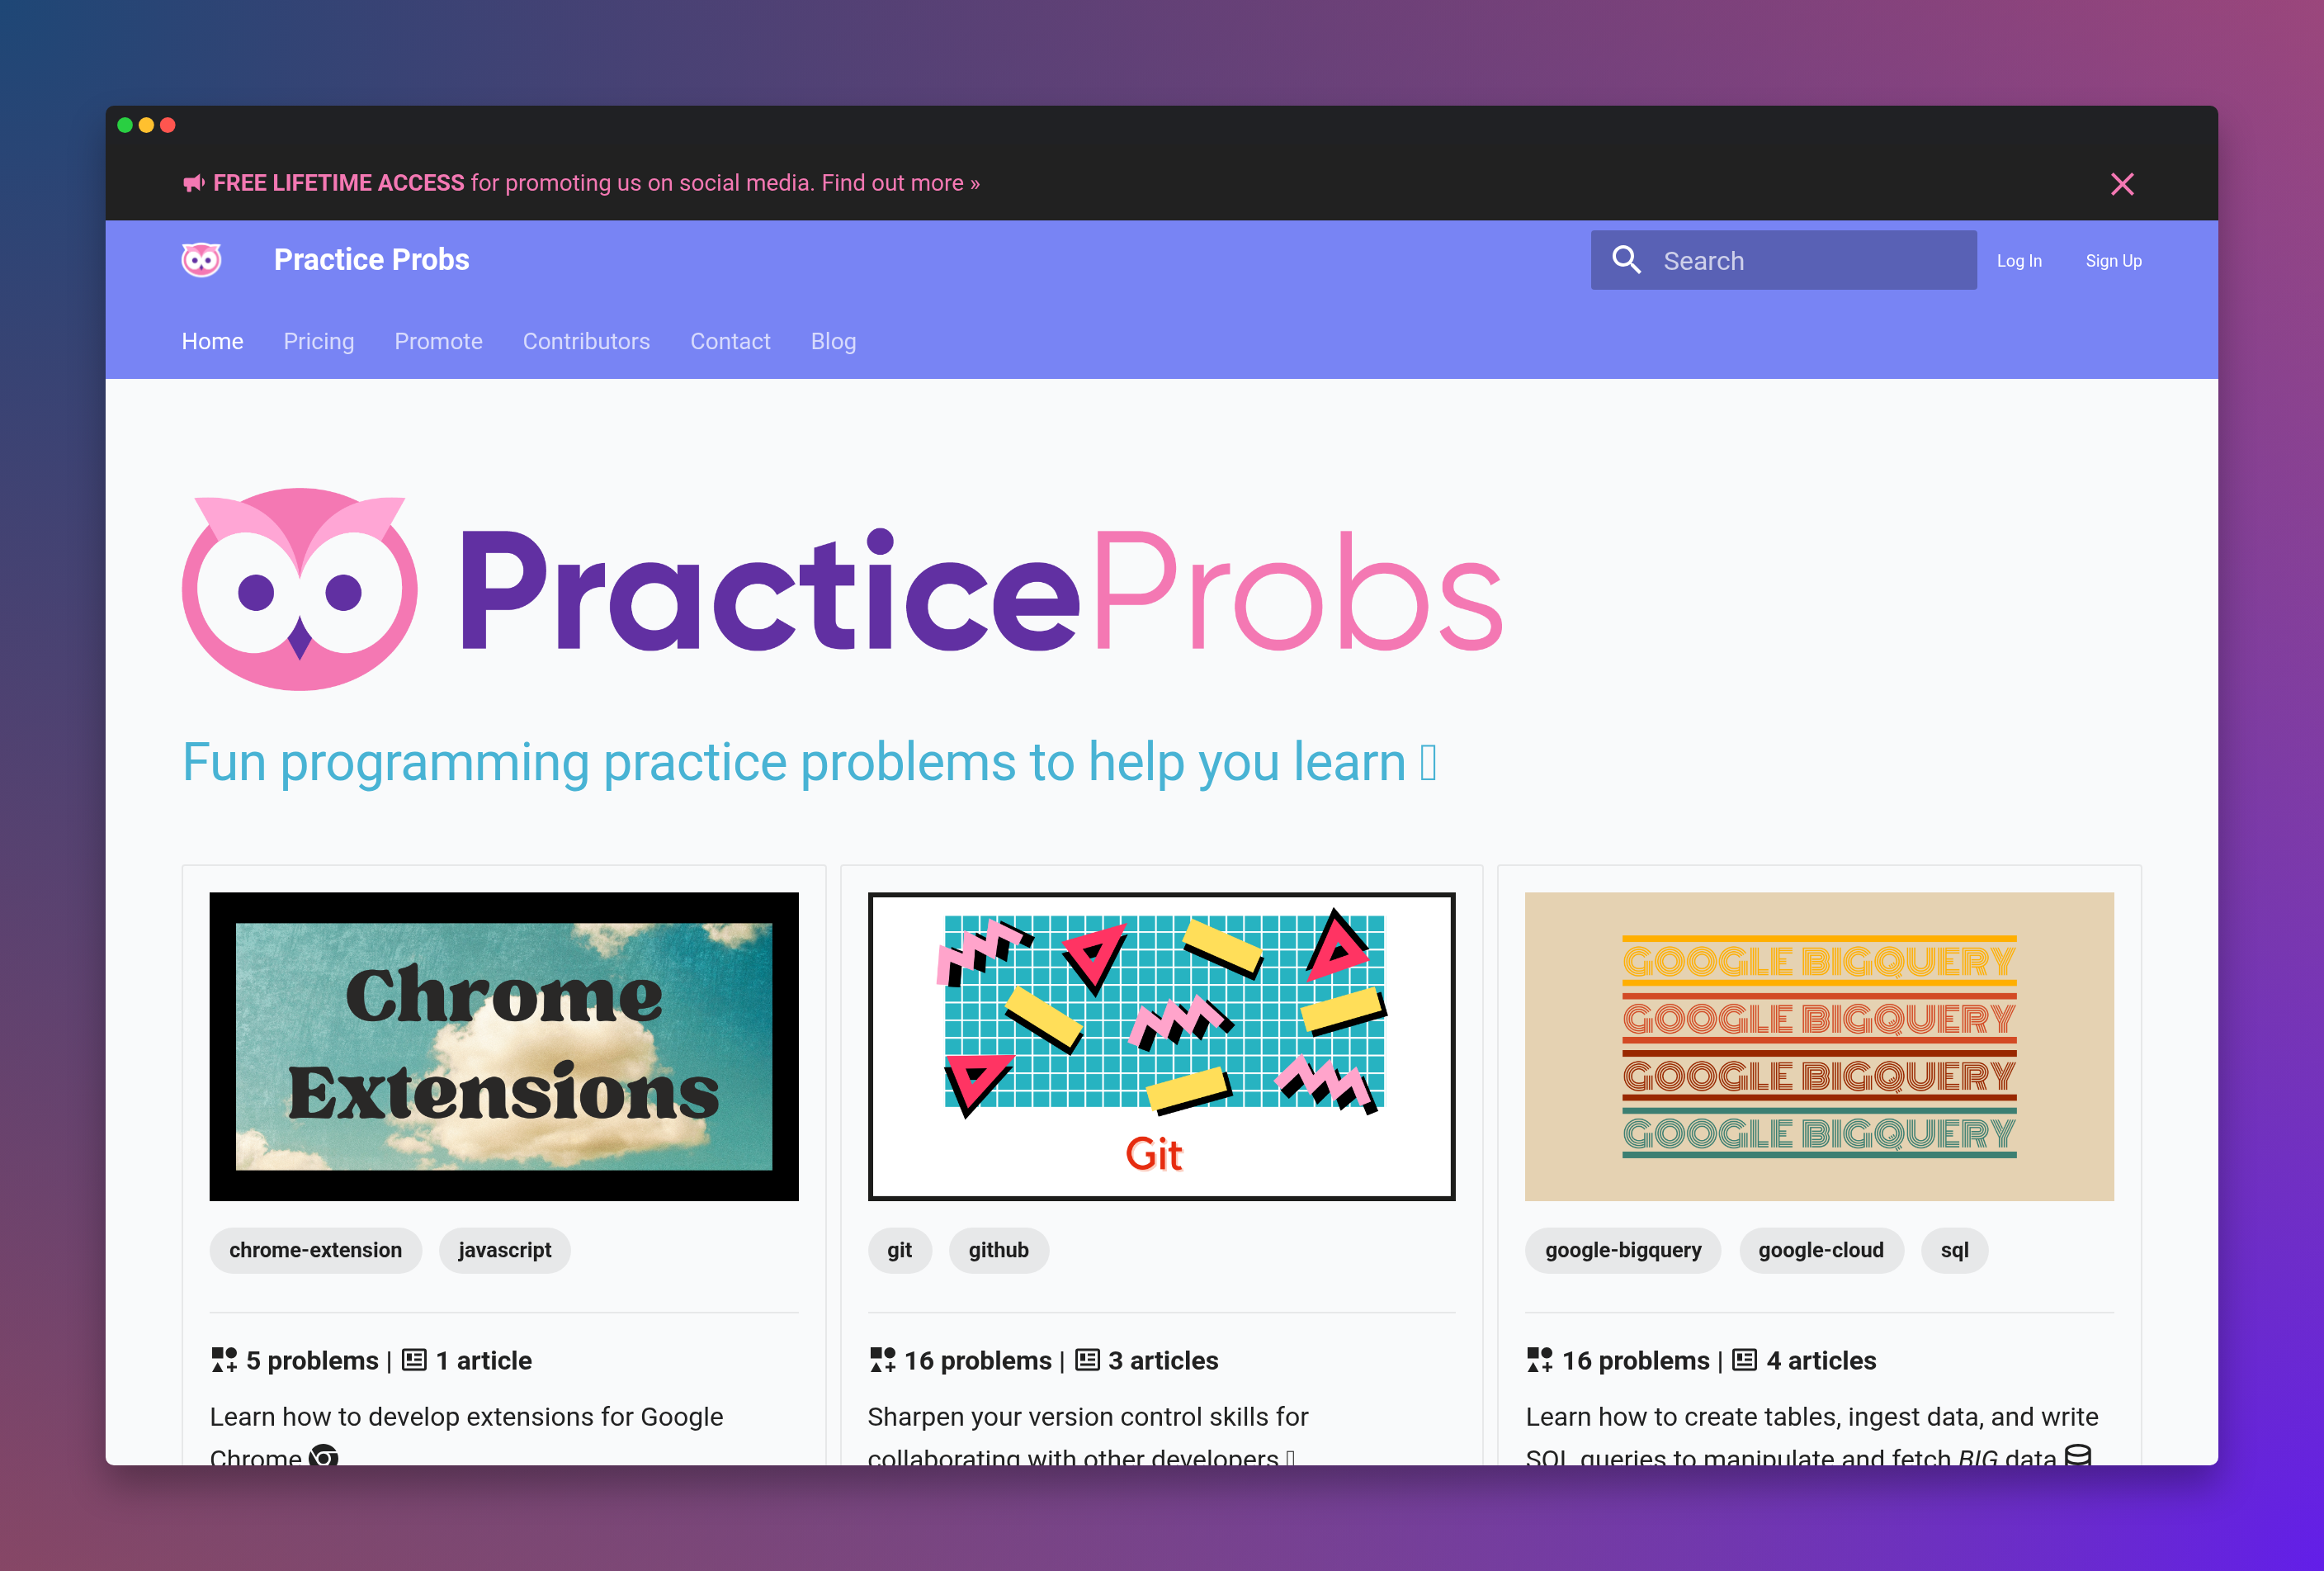 FREE LIFETIME ACCESS for promoting us on social media. Find out more »
Practice Probs
Search
Log In
Sign Up
Home
Pricing
Promote
Contributors
Contact
Blog
PracticeProbs
Fun programming practice problems to help you learn
Chrome
Extensions
chrome-extension
javascript
5 problems | 1 article
Learn how to develop extensions for Google
Chrome
Git
git
github
16 problems | 3 articles
Sharpen your version control skills for
collaborating with other developers
GOOGLE BIGQUERY
GOOGLE BIGQUERY
GOOGLE BIGQUERY
GOOGLE BIGQUERY
google-bigquery
google-cloud
sql
16 problems | 4 articles
Learn how to create tables, ingest data, and write
SQL queries to manipulate and fetch BIG data